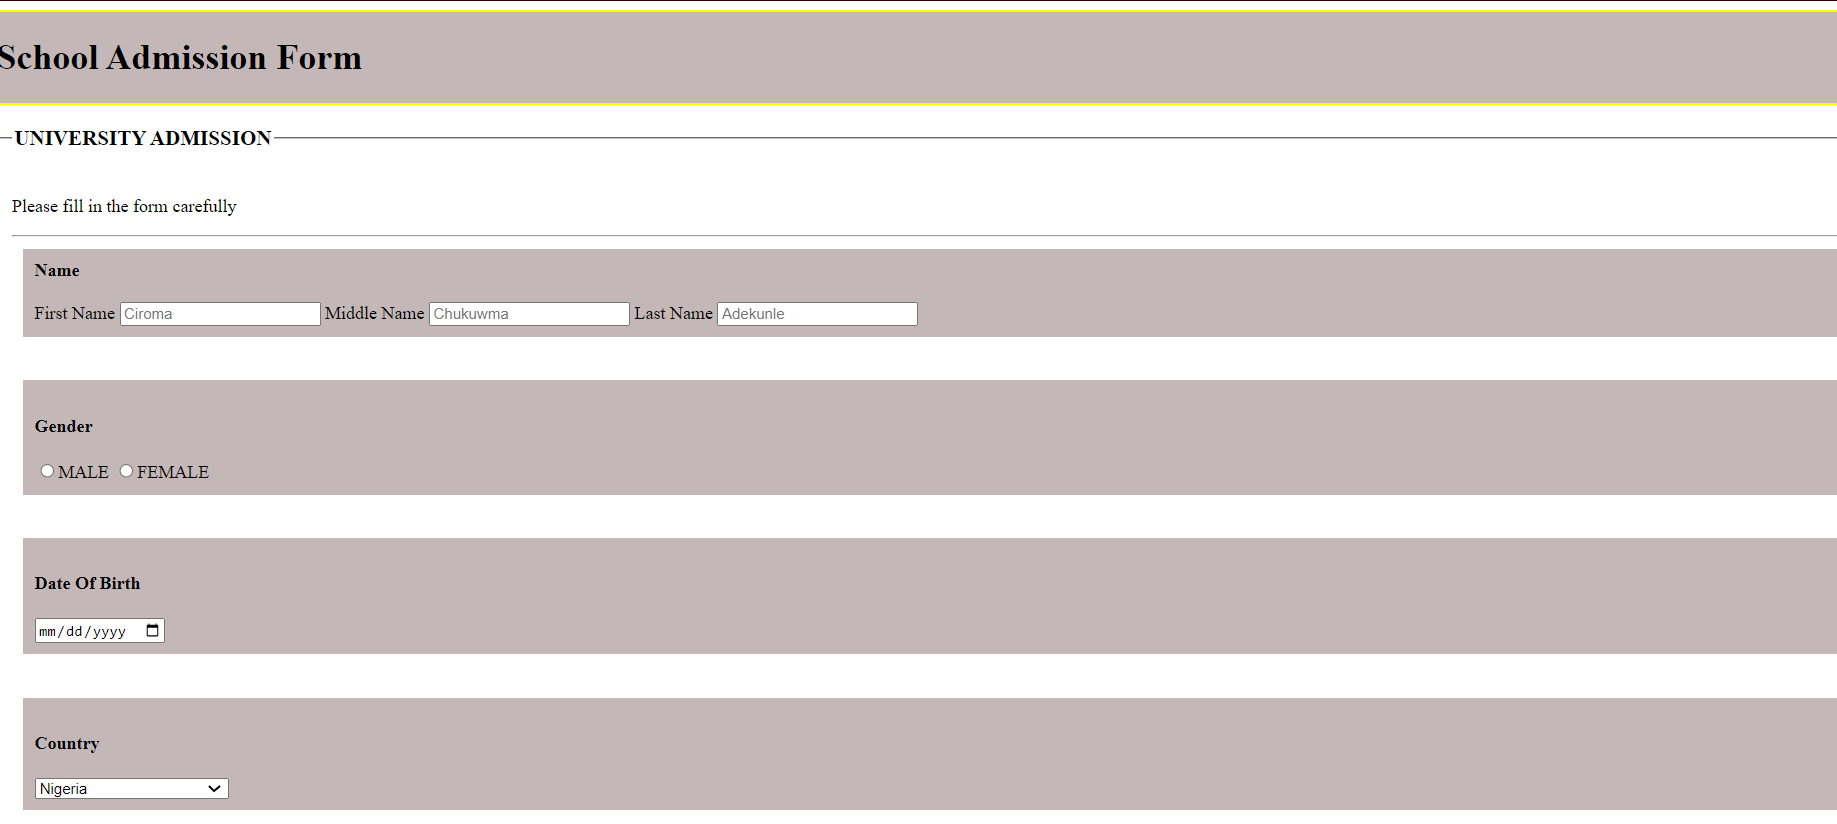 School Admission Form
UNIVERSITY ADMISSION
Please fill in the form carefully
Name
First Name Ciroma Middle Name Chukuwma Last Name Adekunle
Gender
MALE FEMALE
Date Of Birth
mm/dd/yyyy
Country
Nigeria